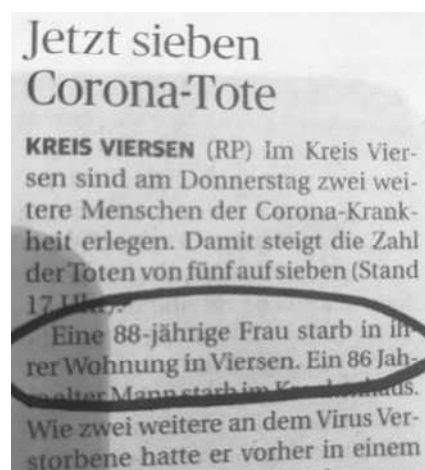 Jetzt sieben
Corona-Tote
KREIS VIERSEN (RP) Im Kreis Vier-
sen sind am Donnerstag zwei wei-
tere Menschen der Corona-Krank-
heit erlegen. Damit steigt die Zahl
der Toten von fünf auf sieben (Stand
17 Uhr).
Eine 88-jährige Frau starb in ih-
rer Wohnung in Viersen. Ein 86 Jah-
re alter Mann starb im Krankenhaus.
Wie zwei weitere an dem Virus Ver-
storbene hatte er vorher in einem